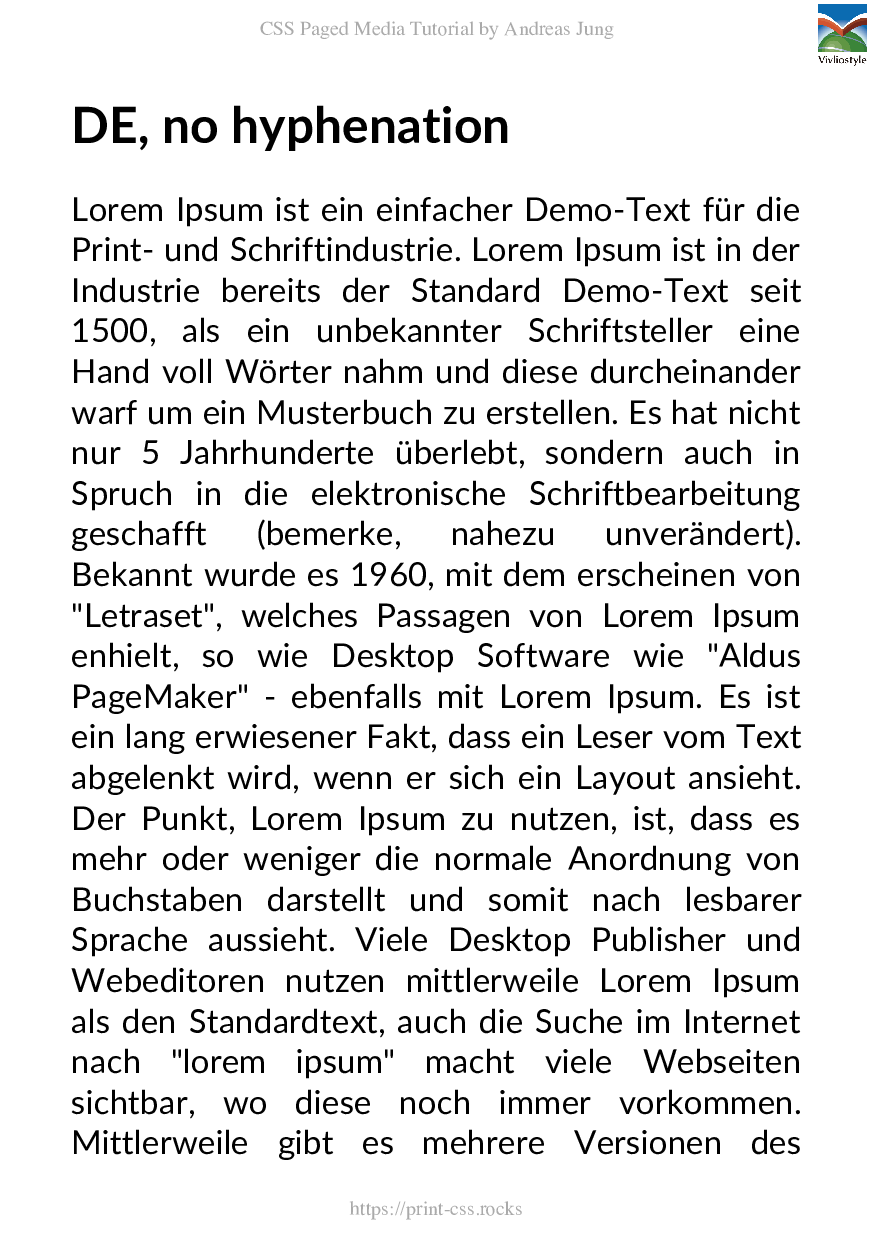 CSS Paged Media Tutorial by Andreas Jung
Vivliostyle
DE, no hyphenation
Lorem Ipsum ist ein einfacher Demo-Text für die
Print- und Schriftindustrie. Lorem Ipsum ist in der
Industrie bereits der Standard Demo-Text seit
1500, als ein unbekannter Schriftsteller eine
Hand voll Wörter nahm und diese durcheinander
warf um ein Musterbuch zu erstellen. Es hat nicht
nur 5 Jahrhunderte überlebt, sondern auch in
Spruch in die elektronische Schriftbearbeitung
geschafft (bemerke, nahezu unverändert).
Bekannt wurde es 1960, mit dem erscheinen von
"Letraset", welches Passagen von Lorem Ipsum
enhielt, so wie Desktop Software wie "Aldus
PageMaker" - ebenfalls mit Lorem Ipsum. Es ist
ein lang erwiesener Fakt, dass ein Leser vom Text
abgelenkt wird, wenn er sich ein Layout ansieht.
Der Punkt, Lorem Ipsum zu nutzen, ist, dass es
mehr oder weniger die normale Anordnung von
Buchstaben darstellt und somit nach lesbarer
Sprache aussieht. Viele Desktop Publisher und
Webeditoren nutzen mittlerweile Lorem Ipsum
als den Standardtext, auch die Suche im Internet
nach "lorem ipsum" macht viele Webseiten
sichtbar, wo diese noch immer vorkommen.
Mittlerweile gibt es mehrere Versionen des
https://print-css.rocks